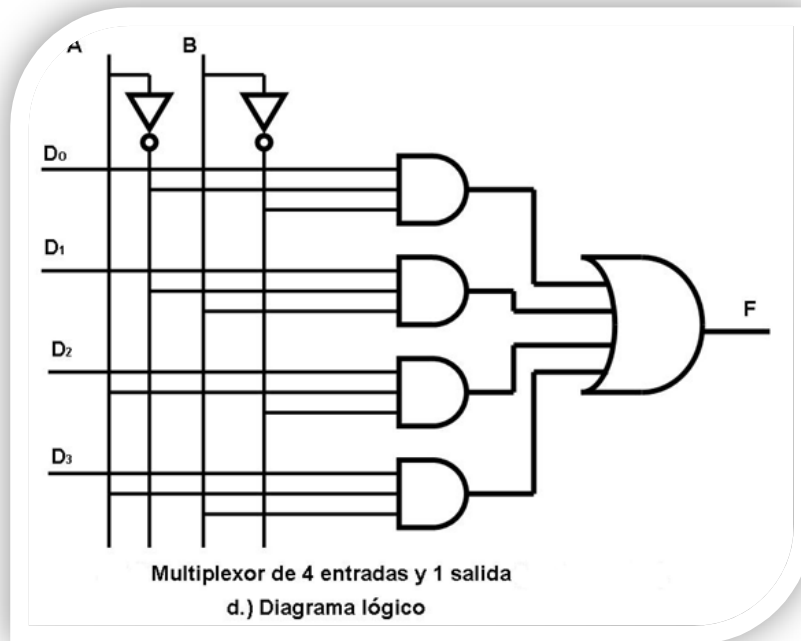 A B
D₀
D₁
F
D₂
D₃
Multiplexor de 4 entradas y 1 salida
d.) Diagrama lógico